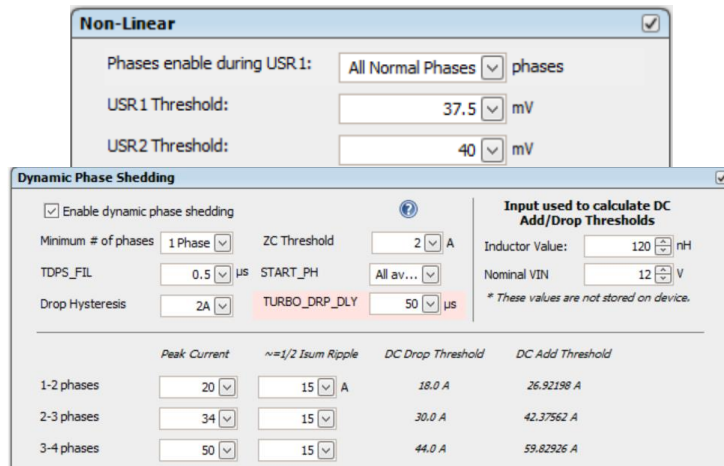 Non-Linear
Phases enable during USR1: All Normal Phases phases
USR1 Threshold: 37.5 mV
USR2 Threshold: 40 mV
Dynamic Phase Shedding
Enable dynamic phase shedding
Input used to calculate DC
Add/Drop Thresholds
Minimum # of phases 1 Phase ZC Threshold 2 A Inductor Value: 120 nH
TDPS_FIL 0.5 µs START_PH All av... Nominal VIN 12 V
Drop Hysteresis 2A TURBO_DRP_DLY 50 µs * These values are not stored on device.
Peak Current ~=1/2 Isum Ripple DC Drop Threshold DC Add Threshold
1-2 phases 20 15 A 18.0 A 26.92198 A
2-3 phases 34 15 30.0 A 42.37562 A
3-4 phases 50 15 44.0 A 59.82926 A